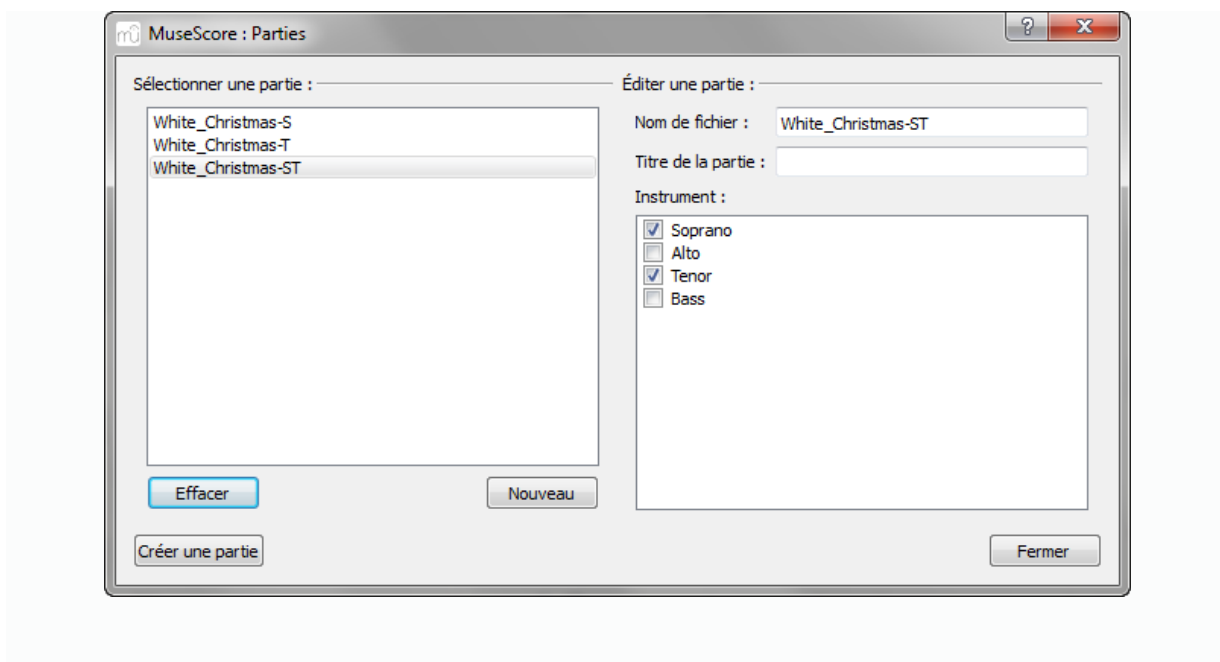 MuseScore : Parties
Sélectionner une partie :
White_Christmas-S
White_Christmas-T
White_Christmas-ST
Effacer
Nouveau
Créer une partie
Éditer une partie :
Nom de fichier : White_Christmas-ST
Titre de la partie :
Instrument :
Soprano
Alto
Tenor
Bass
Fermer